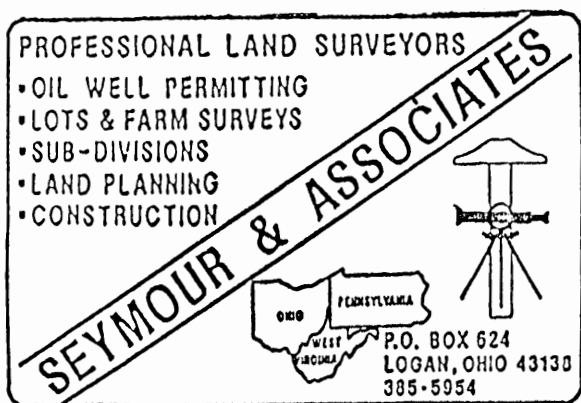 PROFESSIONAL LAND SURVEYORS
•OIL WELL PERMITTING
•LOTS & FARM SURVEYS
•SUB-DIVISIONS
•LAND PLANNING
•CONSTRUCTION
SEYMOUR & ASSOCIATES
OHIO
PENNSYLVANIA
WEST
VIRGINIA
P.O. BOX 624
LOGAN, OHIO 43138
385-5954